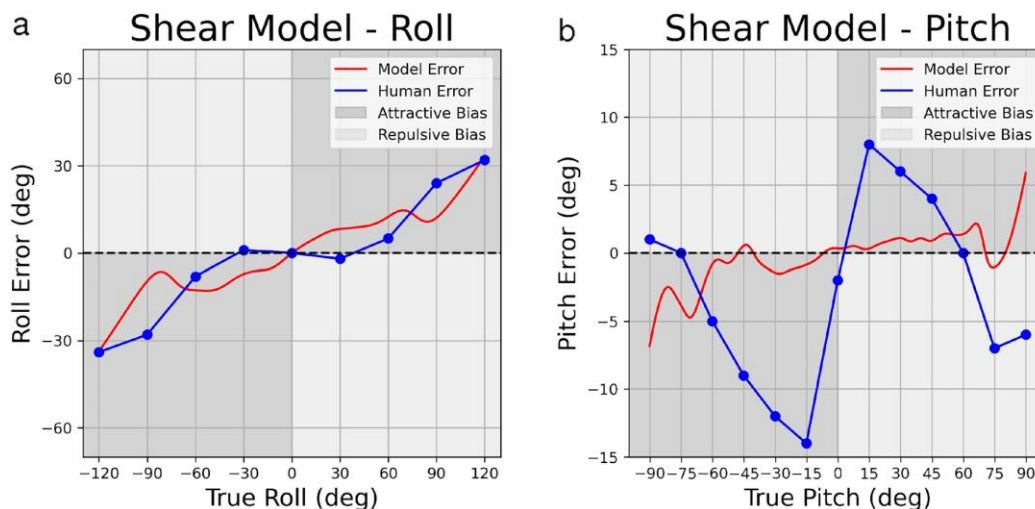 a
Shear Model - Roll
Roll Error (deg)
60
30
0
−30
−60
Model Error
Human Error
Attractive Bias
Repulsive Bias
−120 −90 −60 −30 0 30 60 90 120
True Roll (deg)
b
Shear Model - Pitch
Pitch Error (deg)
15
10
5
0
−5
−10
−15
Model Error
Human Error
Attractive Bias
Repulsive Bias
−90 −75 −60 −45 −30 −15 0 15 30 45 60 75 90
True Pitch (deg)